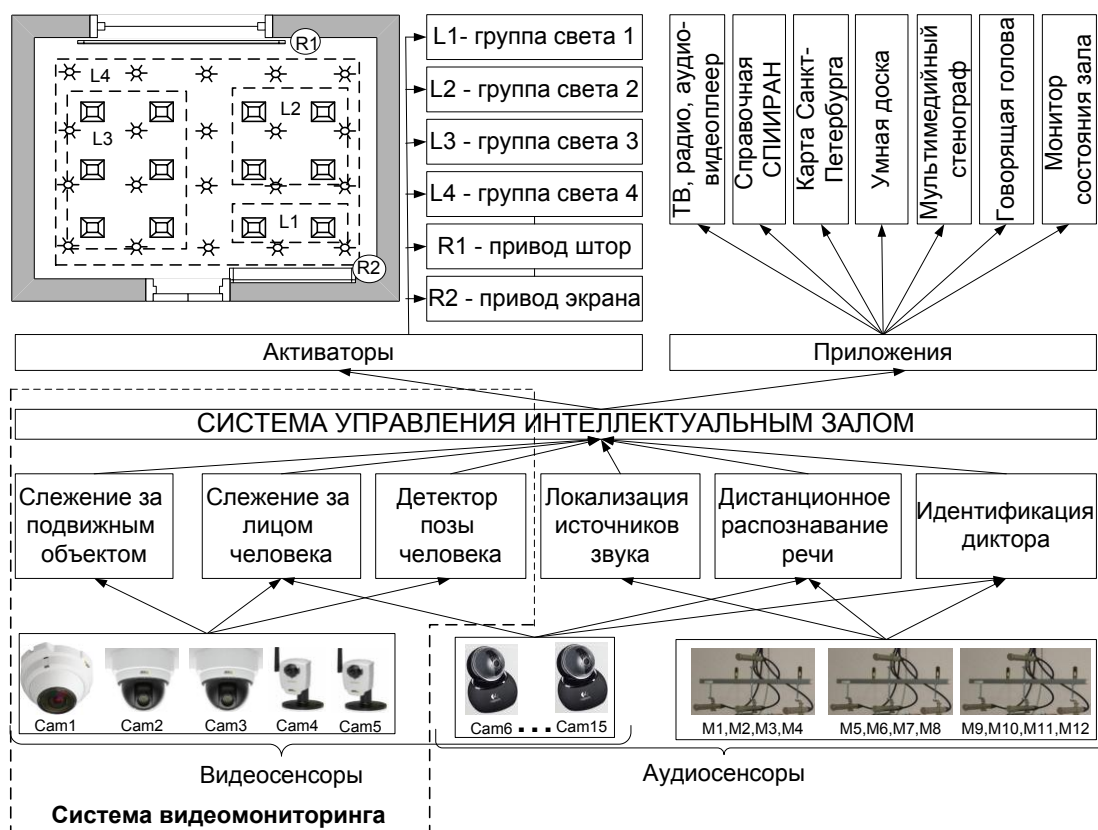 R1
L4
L2
L3
L1
R2
L1- группа света 1
L2 - группа света 2
L3 - группа света 3
L4 - группа света 4
R1 - привод штор
R2 - привод экрана
ТВ, радио, аудио-
видеоплеер
Справочная
СПИИРАН
Карта Санкт-
Петербурга
Умная доска
Мультимедийный
стенограф
Говорящая голова
Монитор
состояния зала
Активаторы
Приложения
СИСТЕМА УПРАВЛЕНИЯ ИНТЕЛЛЕКТУАЛЬНЫМ ЗАЛОМ
Слежение за
подвижным
объектом
Слежение за
лицом
человека
Детектор
позы
человека
Локализация
источников
звука
Дистанционное
распознавание
речи
Идентификация
диктора
Cam1
Cam2
Cam3
Cam4
Cam5
Cam6
Cam15
M1,M2,M3,M4
M5,M6,M7,M8
M9,M10,M11,M12
Видеосенсоры
Аудиосенсоры
Система видеомониторинга